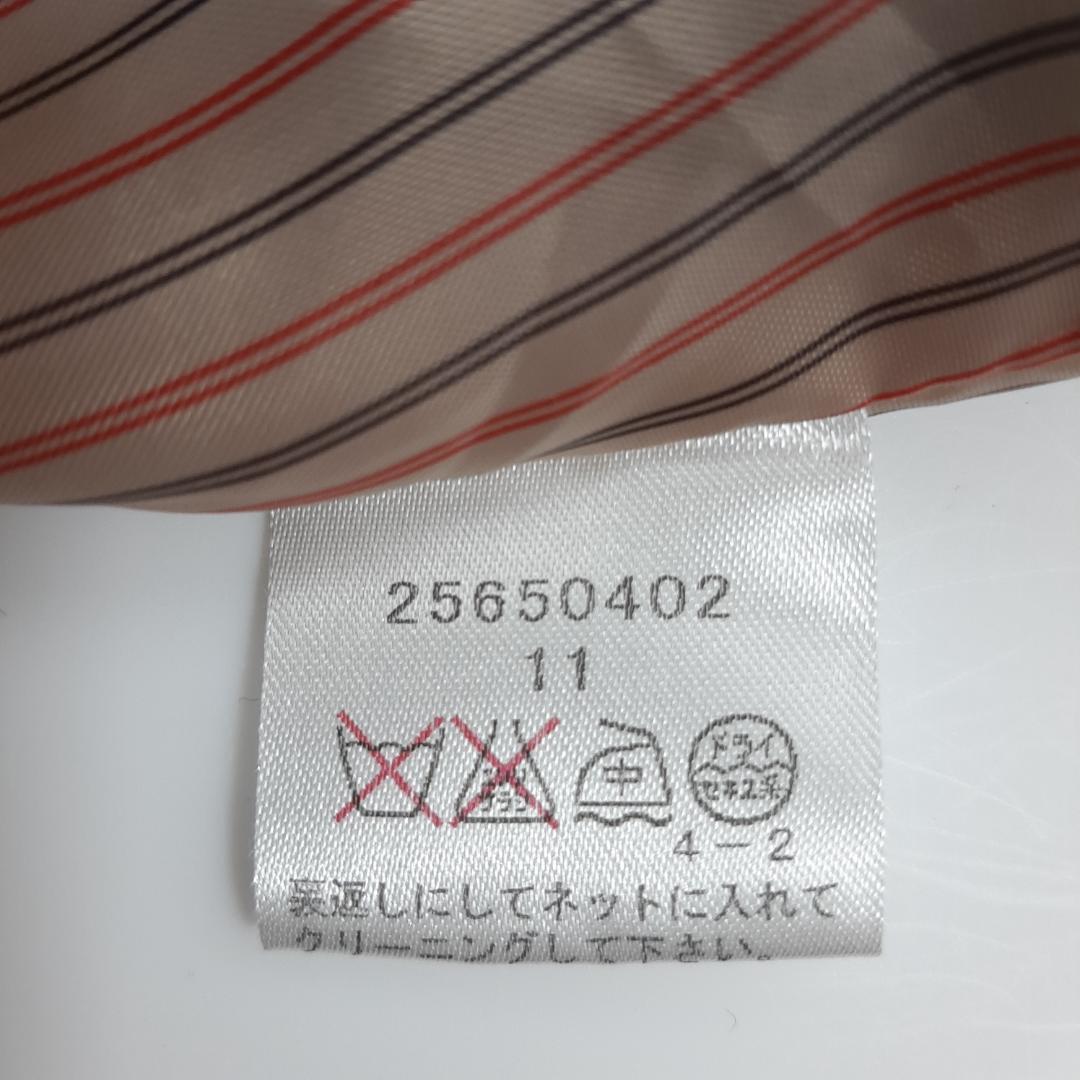 25650402
11
中 ドライ
セキユ系
4-2
裏返しにしてネットに入れて
クリーニングして下さい。